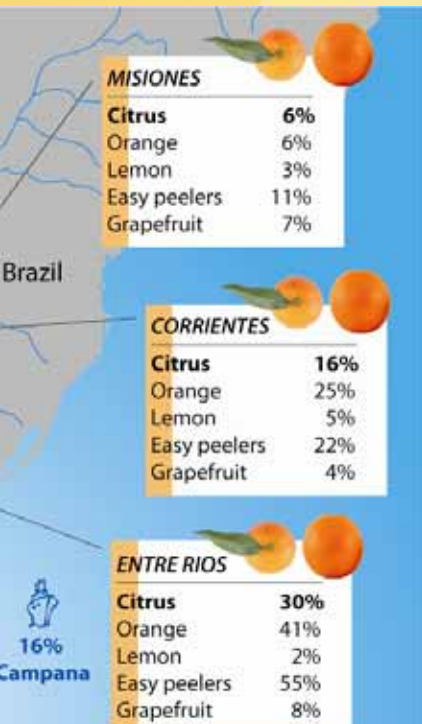 MISIONES
Citrus 6%
Orange 6%
Lemon 3%
Easy peelers 11%
Grapefruit 7%
Brazil
CORRIENTES
Citrus 16%
Orange 25%
Lemon 5%
Easy peelers 22%
Grapefruit 4%
ENTRE RIOS
Citrus 30%
Orange 41%
Lemon 2%
Easy peelers 55%
Grapefruit 8%
16%
Campana